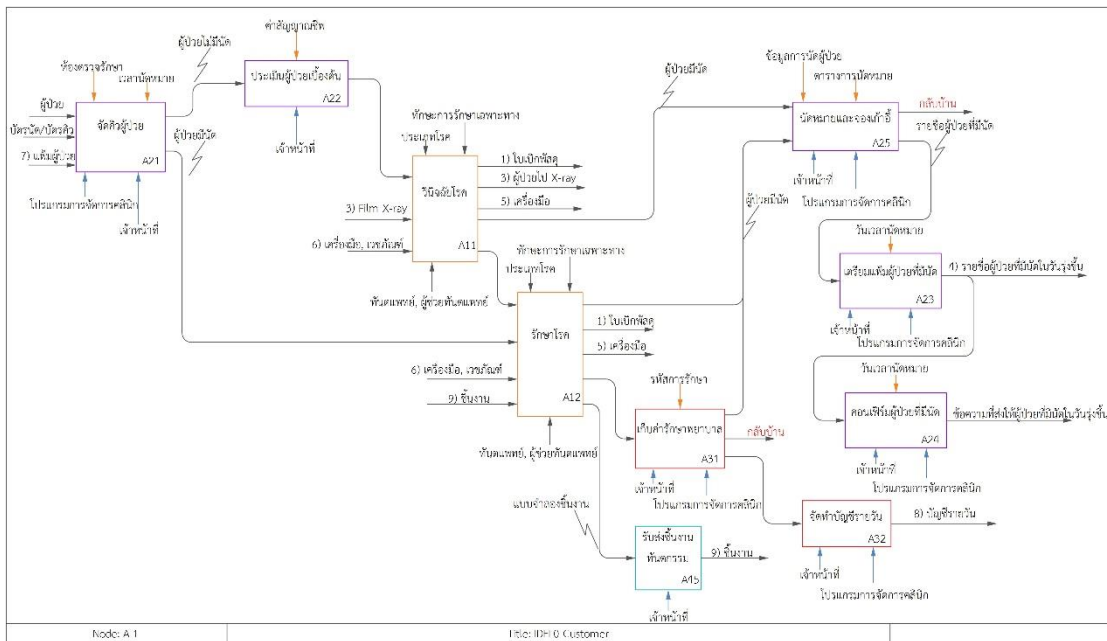 ค่าสัญญาณชีพ
ผู้ป่วยไม่มีนัด
ห้องตรวจรักษา
เวลานัดหมาย
ผู้ป่วย
บัตรนัด/บัตรคิว
7) แฟ้มผู้ป่วย
จัดคิวผู้ป่วย
A21
โปรแกรมการจัดการคลินิก
เจ้าหน้าที่
ผู้ป่วยมีนัด
ประเมินผู้ป่วยเบื้องต้น
A22
เจ้าหน้าที่
ทักษะการรักษาเฉพาะทาง
ประเภทโรค
วินิจฉัยโรค
A11
3) Film X-ray
6) เครื่องมือ, เวชภัณฑ์
1) ใบเบิกพัสดุ
3) ผู้ป่วยไป X-ray
5) เครื่องมือ
ทันตแพทย์, ผู้ช่วยทันตแพทย์
ผู้ป่วยมีนัด
ข้อมูลการนัดผู้ป่วย
ตารางการนัดหมาย
นัดหมายและจองเก้าอี้
A25
กลับบ้าน
รายชื่อผู้ป่วยที่มีนัด
เจ้าหน้าที่
โปรแกรมการจัดการคลินิก
ผู้ป่วยมีนัด
ทักษะการรักษาเฉพาะทาง
ประเภทโรค
รักษาโรค
A12
6) เครื่องมือ, เวชภัณฑ์
9) ชิ้นงาน
1) ใบเบิกพัสดุ
5) เครื่องมือ
ทันตแพทย์, ผู้ช่วยทันตแพทย์
วันเวลานัดหมาย
เตรียมแฟ้มผู้ป่วยที่มีนัด
A23
4) รายชื่อผู้ป่วยที่มีนัดในวันรุ่งขึ้น
เจ้าหน้าที่
โปรแกรมการจัดการคลินิก
วันเวลานัดหมาย
คอนเฟิร์มผู้ป่วยที่มีนัด
A24
ข้อความที่ส่งให้ผู้ป่วยที่มีนัดในวันรุ่งขึ้น
เจ้าหน้าที่
โปรแกรมการจัดการคลินิก
รหัสการรักษา
เก็บค่ารักษาพยาบาล
A31
กลับบ้าน
เจ้าหน้าที่
โปรแกรมการจัดการคลินิก
จัดทำบัญชีรายวัน
A32
8) บัญชีรายวัน
เจ้าหน้าที่
โปรแกรมการจัดการคลินิก
แบบจำลองชิ้นงาน
รับส่งชิ้นงาน
ทันตกรรม
A45
9) ชิ้นงาน
เจ้าหน้าที่
Node: A-1
Title: IDEF0-Customer